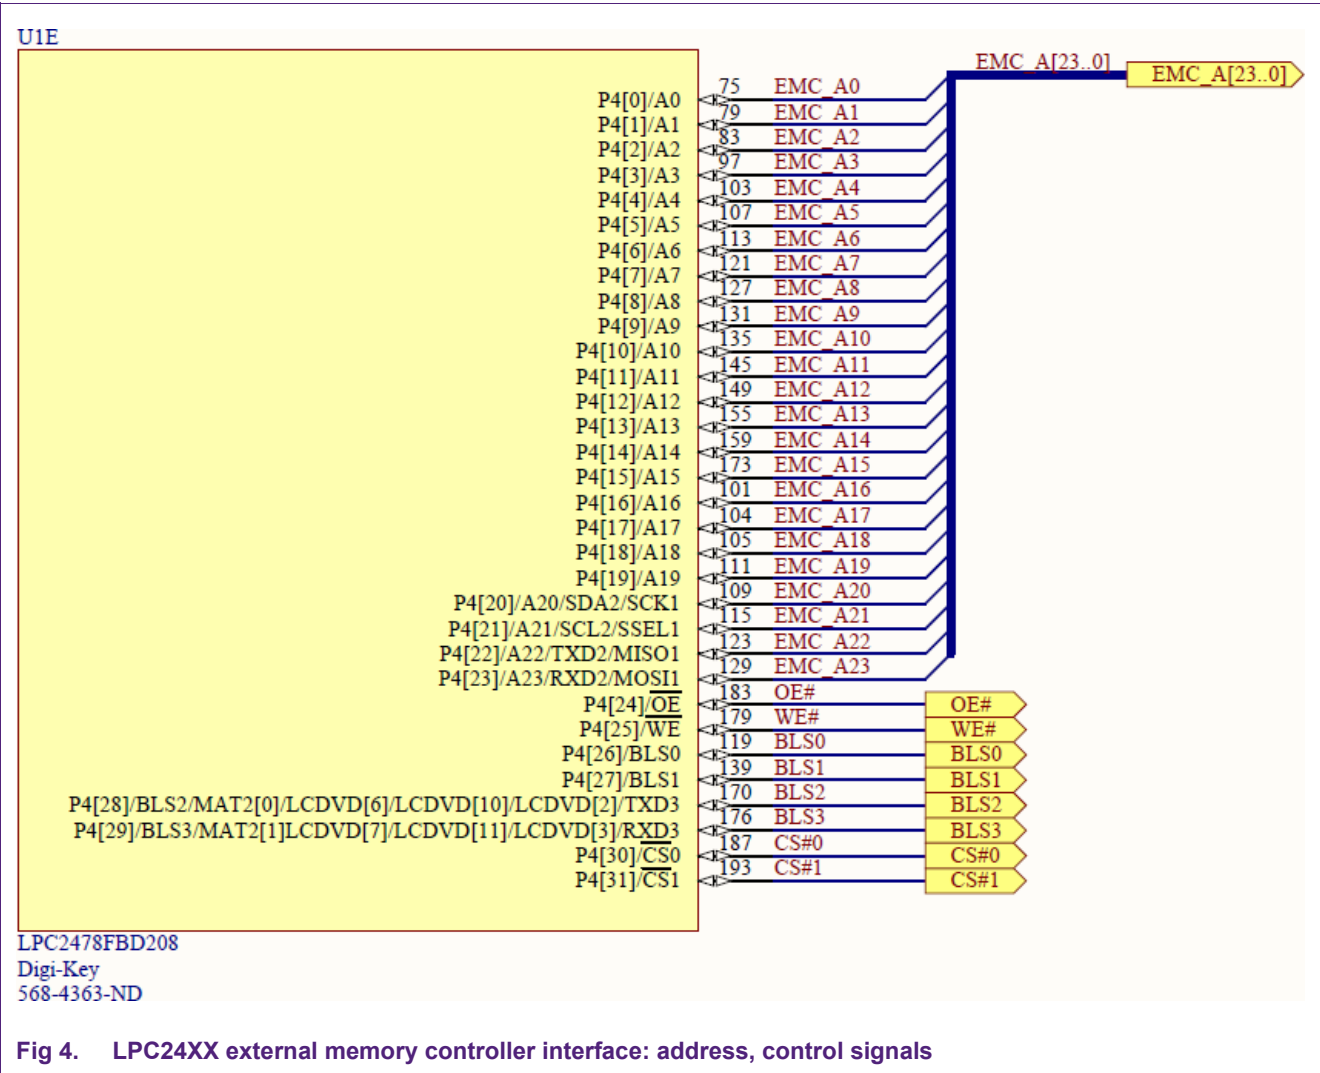 U1E
EMC_A[23..0]
EMC_A[23..0]
P4[0]/A0 75 EMC_A0
P4[1]/A1 79 EMC_A1
P4[2]/A2 83 EMC_A2
P4[3]/A3 97 EMC_A3
P4[4]/A4 103 EMC_A4
P4[5]/A5 107 EMC_A5
P4[6]/A6 113 EMC_A6
P4[7]/A7 121 EMC_A7
P4[8]/A8 127 EMC_A8
P4[9]/A9 131 EMC_A9
P4[10]/A10 135 EMC_A10
P4[11]/A11 145 EMC_A11
P4[12]/A12 149 EMC_A12
P4[13]/A13 155 EMC_A13
P4[14]/A14 159 EMC_A14
P4[15]/A15 173 EMC_A15
P4[16]/A16 101 EMC_A16
P4[17]/A17 104 EMC_A17
P4[18]/A18 105 EMC_A18
P4[19]/A19 111 EMC_A19
P4[20]/A20/SDA2/SCK1 109 EMC_A20
P4[21]/A21/SCL2/SSEL1 115 EMC_A21
P4[22]/A22/TXD2/MISO1 123 EMC_A22
P4[23]/A23/RXD2/MOSI1 129 EMC_A23
P4[24]/OE 183 OE# OE#
P4[25]/WE 179 WE# WE#
P4[26]/BLS0 119 BLS0 BLS0
P4[27]/BLS1 139 BLS1 BLS1
P4[28]/BLS2/MAT2[0]/LCDVD[6]/LCDVD[10]/LCDVD[2]/TXD3 170 BLS2 BLS2
P4[29]/BLS3/MAT2[1]LCDVD[7]/LCDVD[11]/LCDVD[3]/RXD3 176 BLS3 BLS3
P4[30]/CS0 187 CS#0 CS#0
P4[31]/CS1 193 CS#1 CS#1
LPC2478FBD208
Digi-Key
568-4363-ND
Fig 4. LPC24XX external memory controller interface: address, control signals